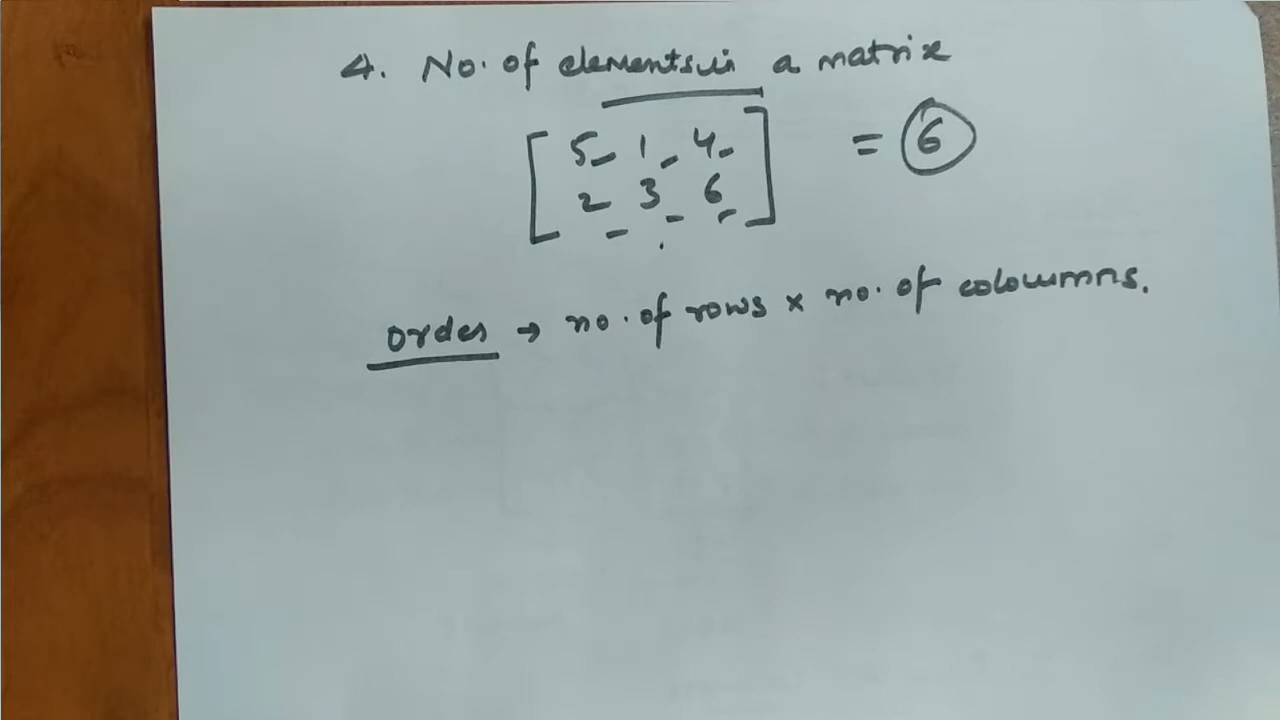 4. No. of elements in a matrix
[ 5 1 4
2 3 6 ] = 6
order → no. of rows × no. of coloumns.